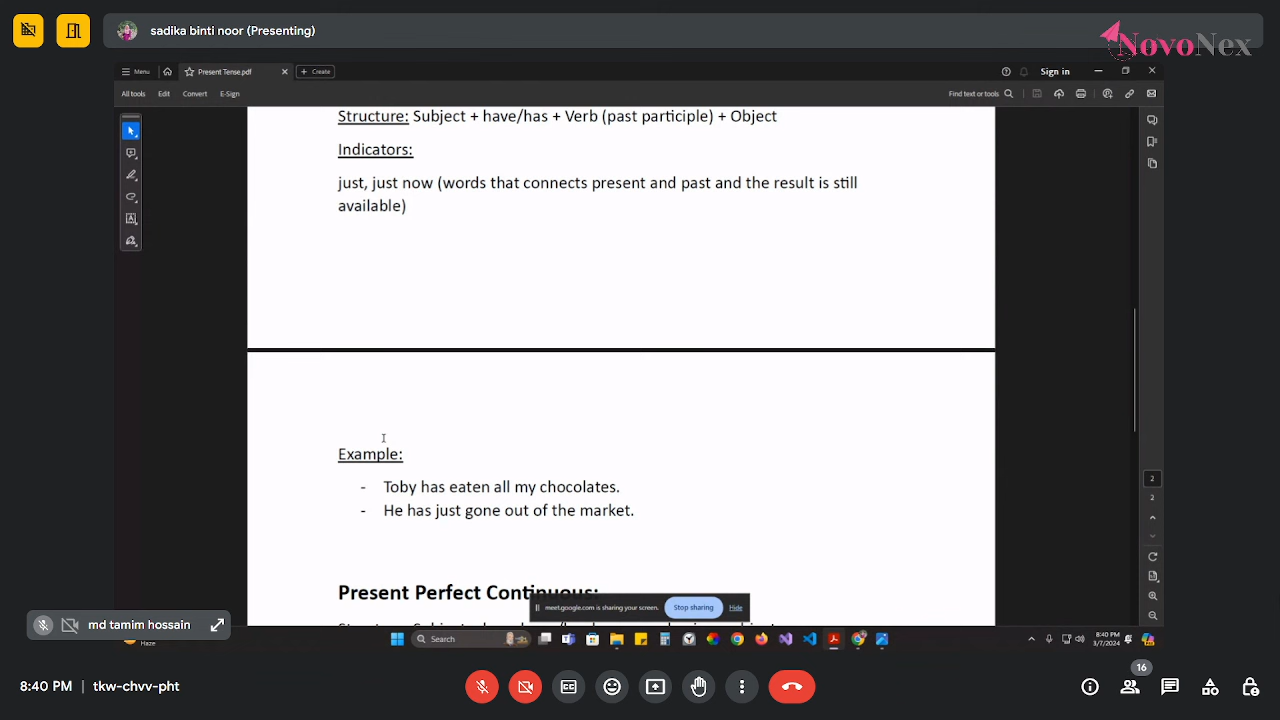 sadika binti noor (Presenting)
NovoNex
Menu
Present Tense.pdf
+ Create
Sign in
All tools
Edit
Convert
E-Sign
Find text or tools
Structure: Subject + have/has + Verb (past participle) + Object
Indicators:
just, just now (words that connects present and past and the result is still
available)
Example:
- Toby has eaten all my chocolates.
- He has just gone out of the market.
Present Perfect Continuous:
meet.google.com is sharing your screen.
Stop sharing
Hide
2
2
md tamim hossain
Haze
Search
8:40 PM
3/7/2024
8:40 PM | tkw-chvv-pht
16